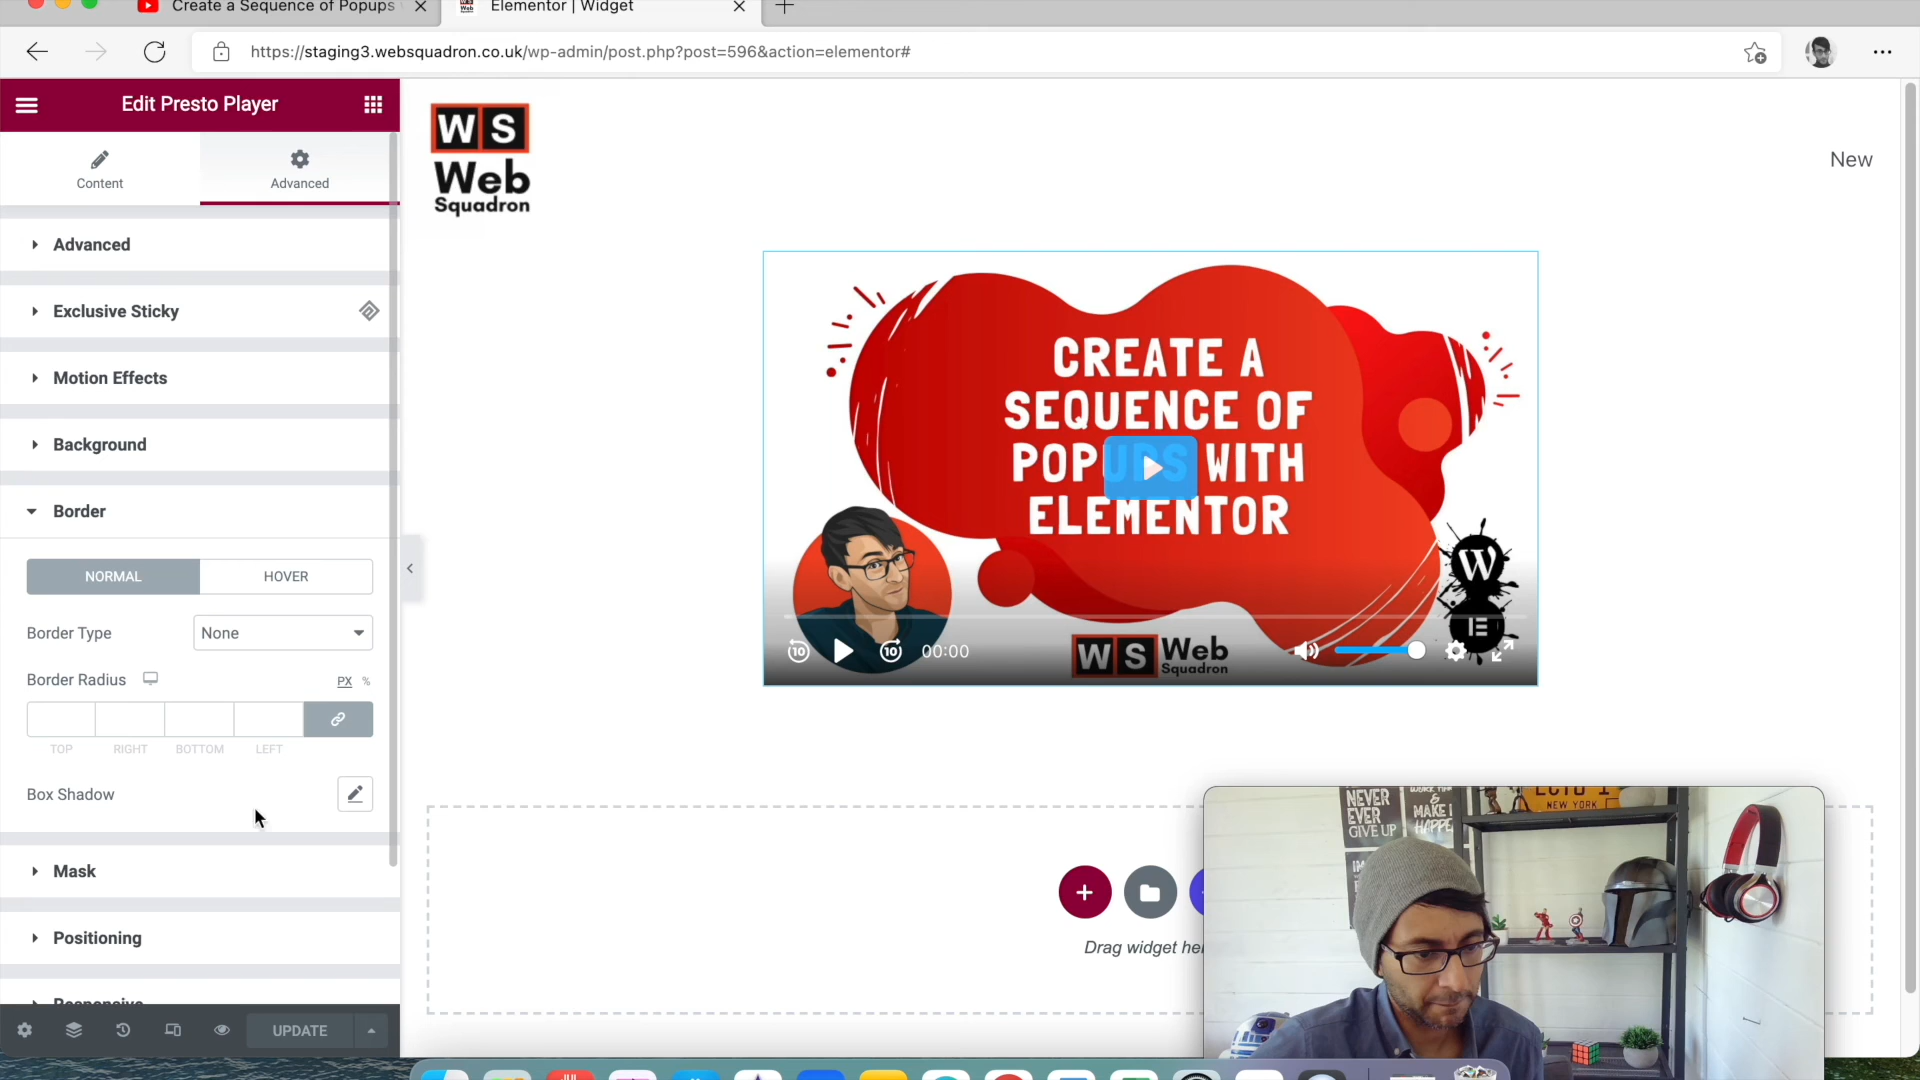 Create a Sequence of Popups
Elementor | Widget
https://staging3.websquadron.co.uk/wp-admin/post.php?post=596&action=elementor#
Edit Presto Player
Content
Advanced
Advanced
Exclusive Sticky
Motion Effects
Background
Border
NORMAL
HOVER
Border Type
None
Border Radius
PX
%
TOP
RIGHT
BOTTOM
LEFT
Box Shadow
Mask
Positioning
Responsive
UPDATE
WS
Web
Squadron
New
CREATE A
SEQUENCE OF
POPUPS WITH
ELEMENTOR
10
10
00:00
WS Web
Squadron
Drag widget
NEVER
EVER
GIVE UP
NEW YORK